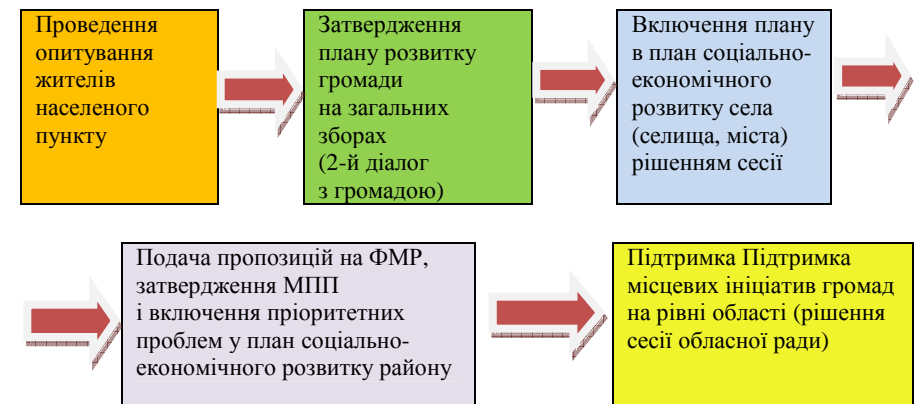 Проведення
опитування
жителів
населеного
пункту
Затвердження
плану розвитку
громади
на загальних
зборах
(2-й діалог
з громадою)
Включення плану
в план соціально-
економічного
розвитку села
(селища, міста)
рішенням сесії
Подача пропозицій на ФМР,
затвердження МПП
і включення пріоритетних
проблем у план соціально-
економічного розвитку району
Підтримка Підтримка
місцевих ініціатив громад
на рівні області (рішення
сесії обласної ради)